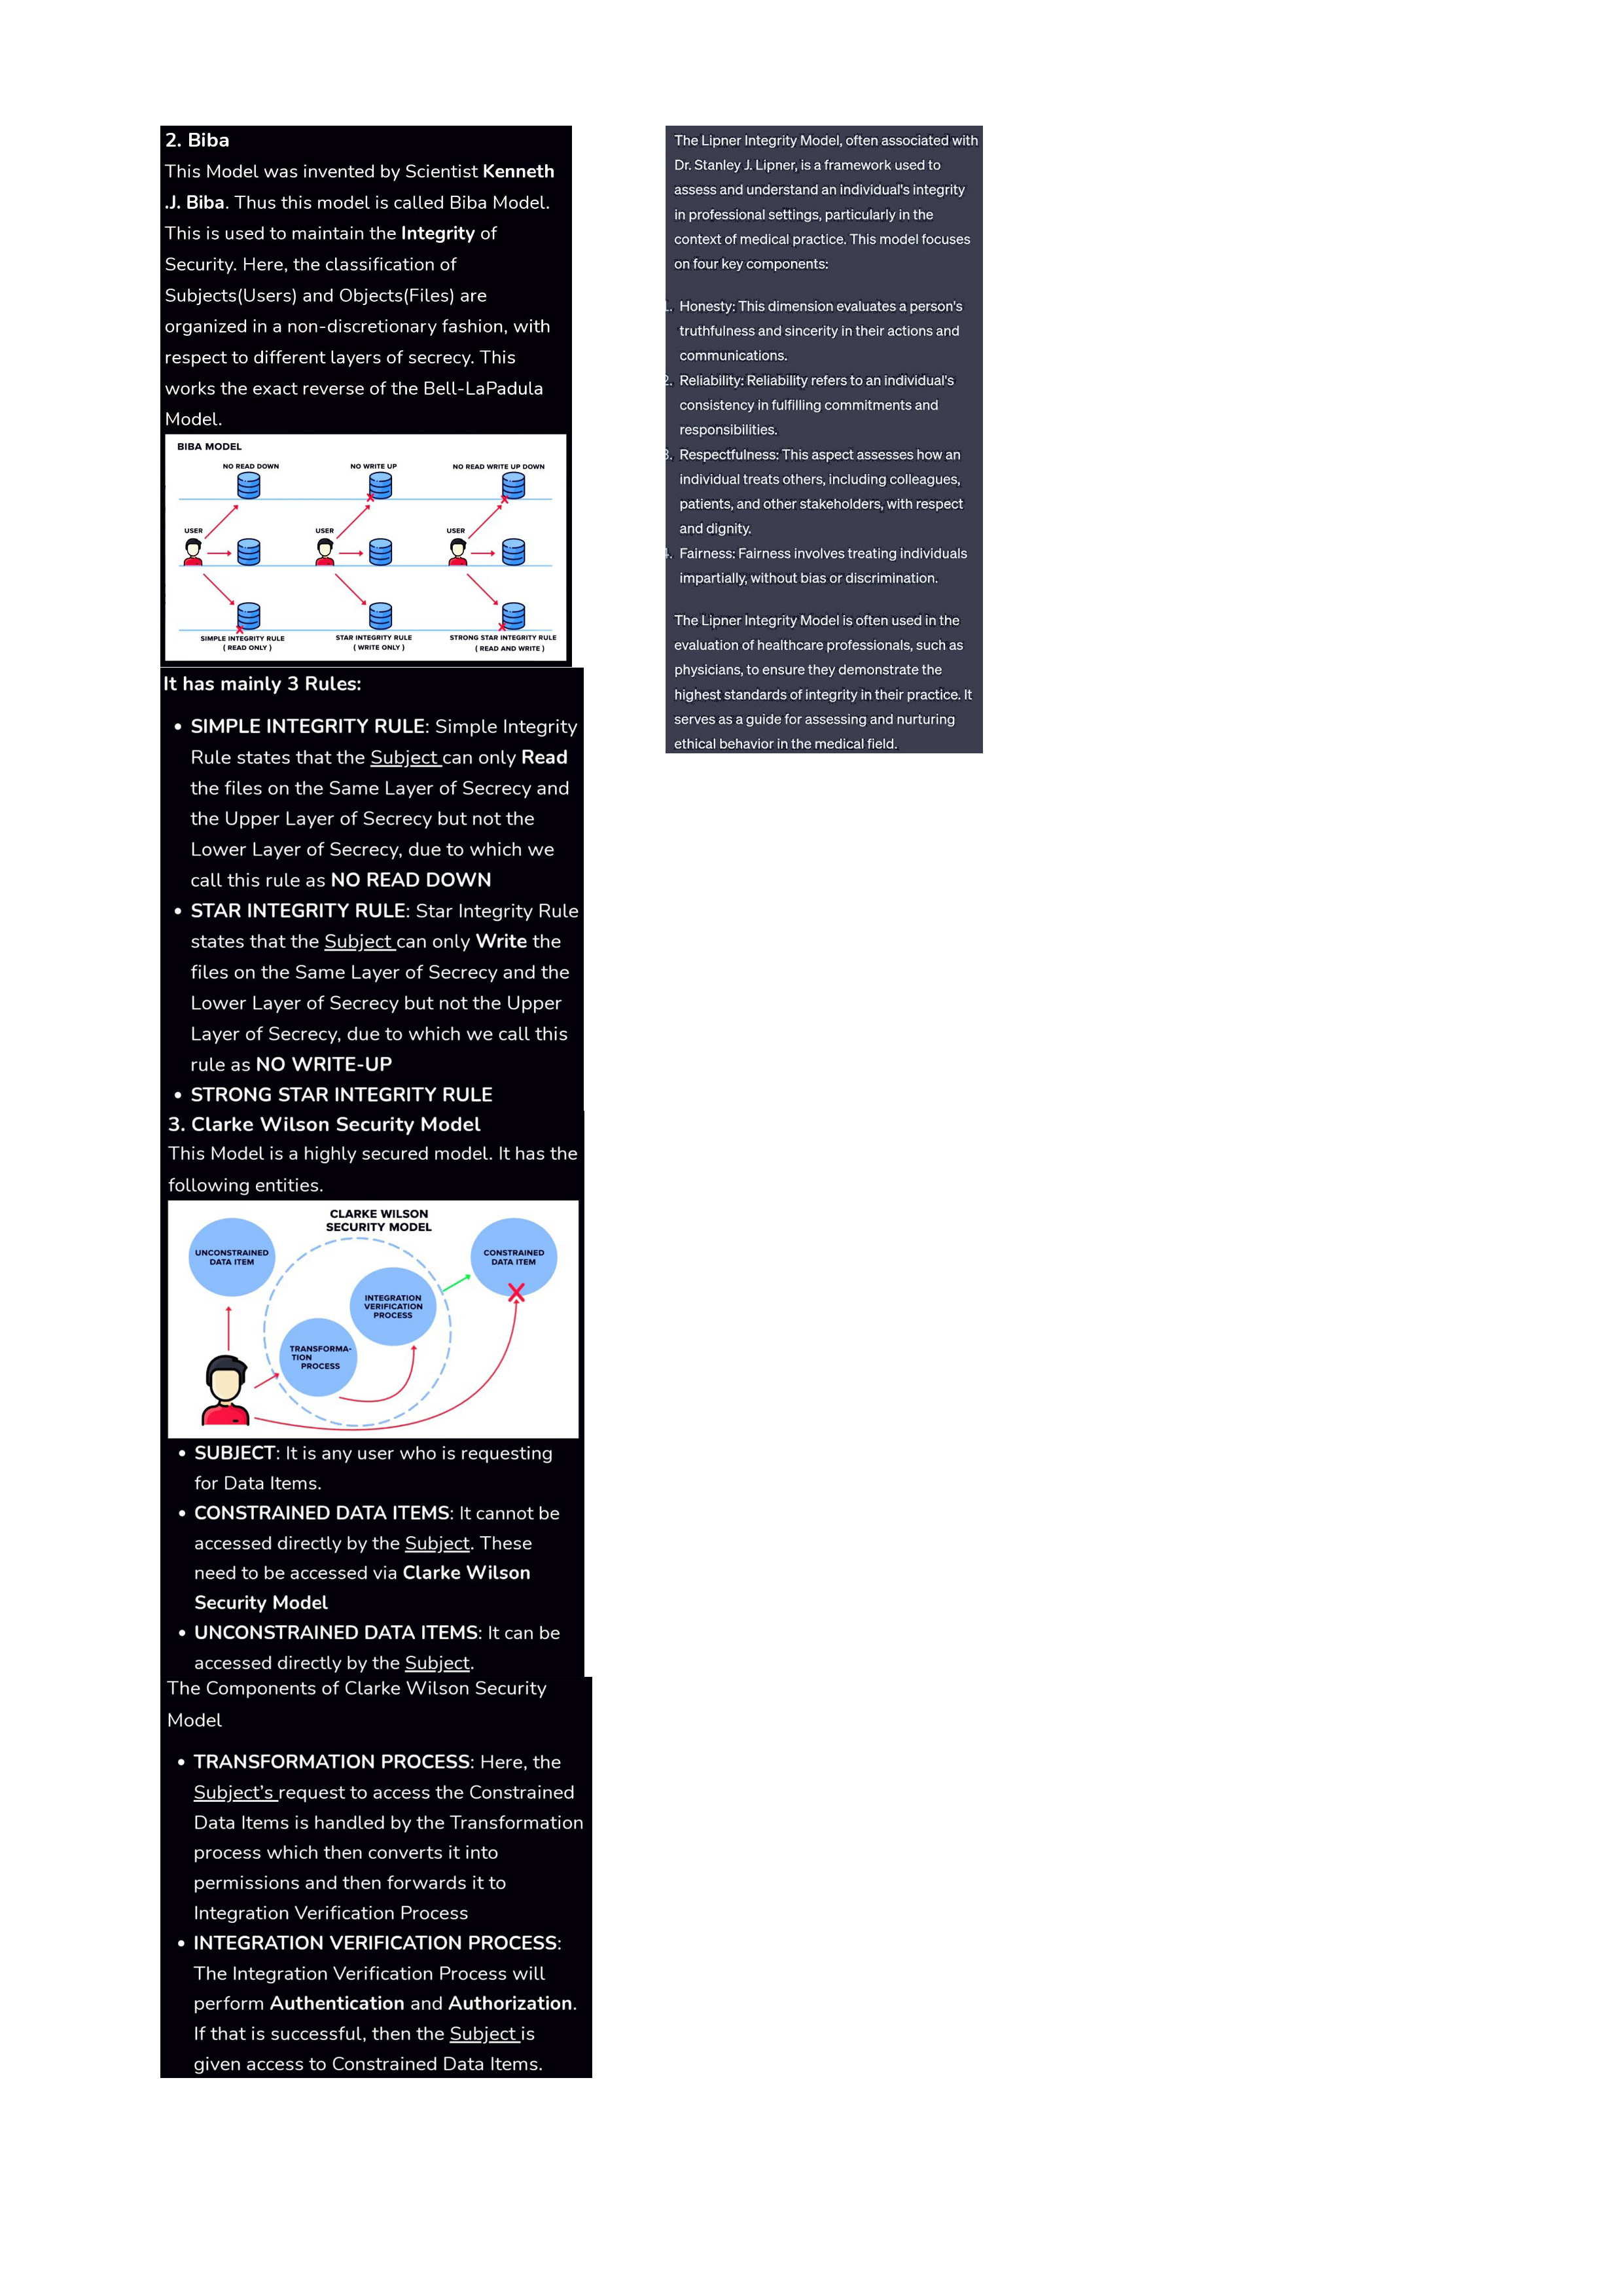 2. Biba
This Model was invented by Scientist Kenneth
.J. Biba. Thus this model is called Biba Model.
This is used to maintain the Integrity of
Security. Here, the classification of
Subjects(Users) and Objects(Files) are
organized in a non-discretionary fashion, with
respect to different layers of secrecy. This
works the exact reverse of the Bell-LaPadula
Model.
BIBA MODEL
NO READ DOWN NO WRITE UP NO READ WRITE UP DOWN
USER USER USER
SIMPLE INTEGRITY RULE STAR INTEGRITY RULE STRONG STAR INTEGRITY RULE
( READ ONLY ) ( WRITE ONLY ) ( READ AND WRITE )
It has mainly 3 Rules:
• SIMPLE INTEGRITY RULE: Simple Integrity
Rule states that the Subject can only Read
the files on the Same Layer of Secrecy and
the Upper Layer of Secrecy but not the
Lower Layer of Secrecy, due to which we
call this rule as NO READ DOWN
• STAR INTEGRITY RULE: Star Integrity Rule
states that the Subject can only Write the
files on the Same Layer of Secrecy and the
Lower Layer of Secrecy but not the Upper
Layer of Secrecy, due to which we call this
rule as NO WRITE-UP
• STRONG STAR INTEGRITY RULE
3. Clarke Wilson Security Model
This Model is a highly secured model. It has the
following entities.
CLARKE WILSON
SECURITY MODEL
UNCONSTRAINED
DATA ITEM
CONSTRAINED
DATA ITEM
INTEGRATION
VERIFICATION
PROCESS
TRANSFORMA-
TION
PROCESS
• SUBJECT: It is any user who is requesting
for Data Items.
• CONSTRAINED DATA ITEMS: It cannot be
accessed directly by the Subject. These
need to be accessed via Clarke Wilson
Security Model
• UNCONSTRAINED DATA ITEMS: It can be
accessed directly by the Subject.
The Components of Clarke Wilson Security
Model
• TRANSFORMATION PROCESS: Here, the
Subject's request to access the Constrained
Data Items is handled by the Transformation
process which then converts it into
permissions and then forwards it to
Integration Verification Process
• INTEGRATION VERIFICATION PROCESS:
The Integration Verification Process will
perform Authentication and Authorization.
If that is successful, then the Subject is
given access to Constrained Data Items.
The Lipner Integrity Model, often associated with
Dr. Stanley J. Lipner, is a framework used to
assess and understand an individual's integrity
in professional settings, particularly in the
context of medical practice. This model focuses
on four key components:
1. Honesty: This dimension evaluates a person's
truthfulness and sincerity in their actions and
communications.
2. Reliability: Reliability refers to an individual's
consistency in fulfilling commitments and
responsibilities.
3. Respectfulness: This aspect assesses how an
individual treats others, including colleagues,
patients, and other stakeholders, with respect
and dignity.
4. Fairness: Fairness involves treating individuals
impartially, without bias or discrimination.
The Lipner Integrity Model is often used in the
evaluation of healthcare professionals, such as
physicians, to ensure they demonstrate the
highest standards of integrity in their practice. It
serves as a guide for assessing and nurturing
ethical behavior in the medical field.